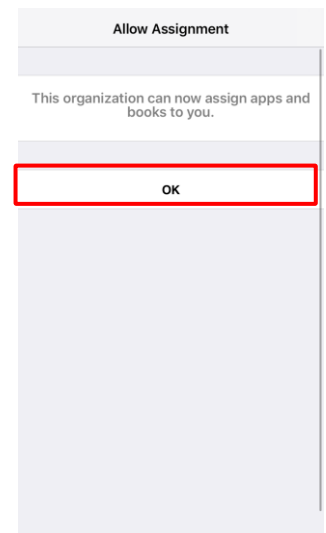 Allow Assignment
This organization can now assign apps and
books to you.
OK